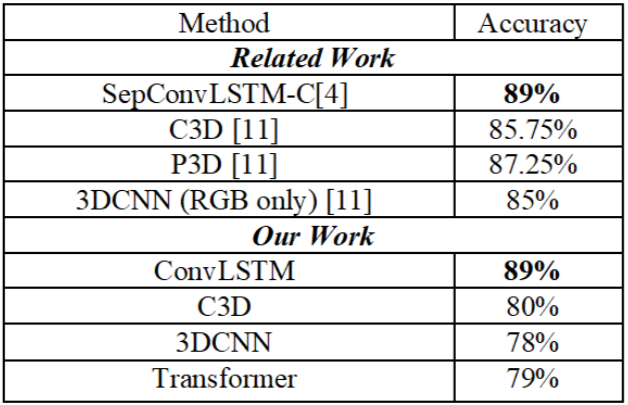 Method Accuracy
Related Work
SepConvLSTM-C[4] 89%
C3D [11] 85.75%
P3D [11] 87.25%
3DCNN (RGB only) [11] 85%
Our Work
ConvLSTM 89%
C3D 80%
3DCNN 78%
Transformer 79%